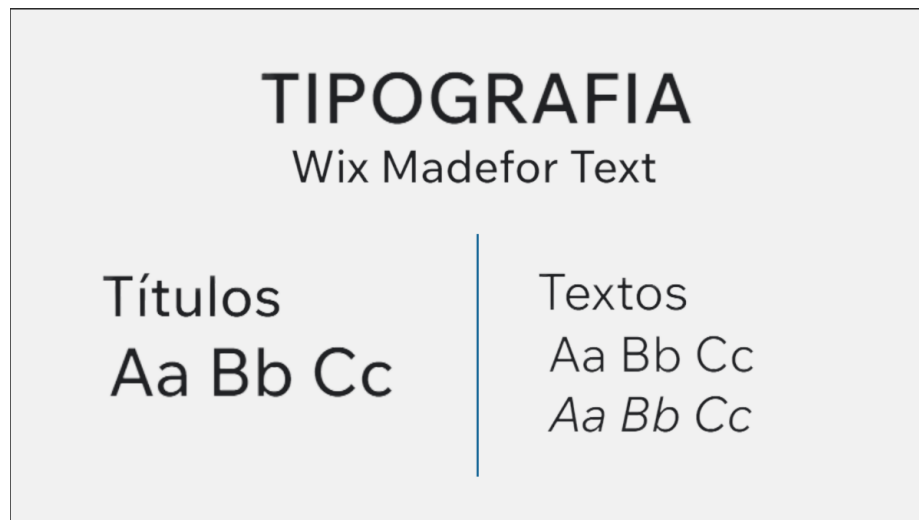 TIPOGRAFIA
Wix Madefor Text
Títulos
Aa Bb Cc
Textos
Aa Bb Cc
Aa Bb Cc